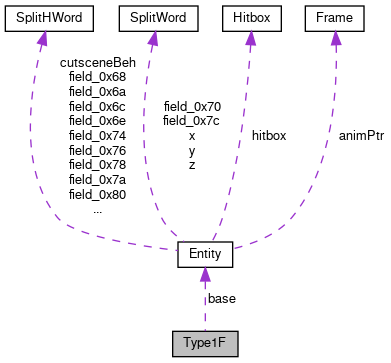 SplitHWord
SplitWord
Hitbox
Frame
cutsceneBeh
field_0x68
field_0x6a
field_0x6c
field_0x6e
field_0x74
field_0x76
field_0x78
field_0x7a
field_0x80
...
field_0x70
field_0x7c
x
y
z
hitbox
animPtr
Entity
base
Type1F